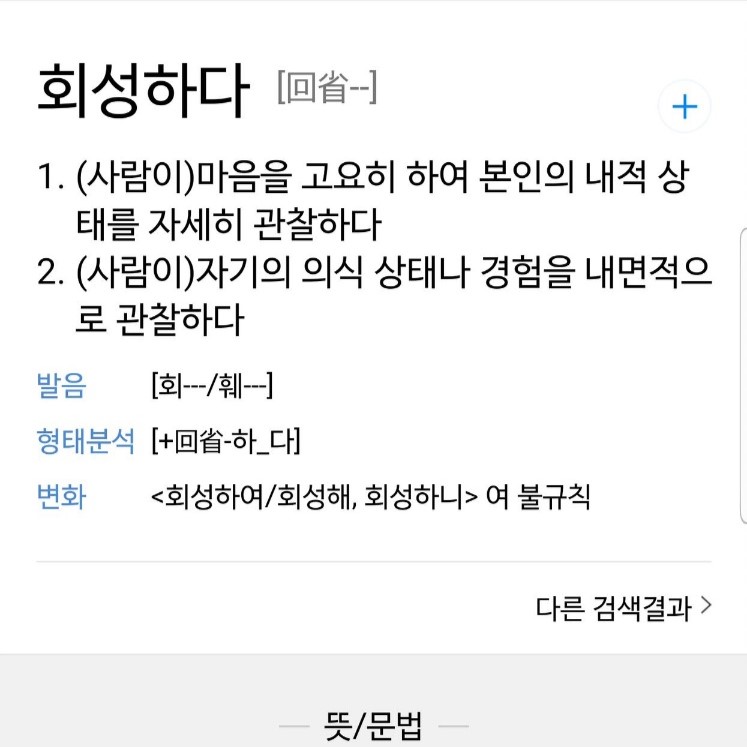 회성하다 [回省--]
+
1. (사람이)마음을 고요히 하여 본인의 내적 상
태를 자세히 관찰하다
2. (사람이)자기의 의식 상태나 경험을 내면적으
로 관찰하다
발음 [회---/훼---]
형태분석 [+回省-하_다]
변화 <회성하여/회성해, 회성하니> 여 불규칙
다른 검색결과 >
뜻/문법